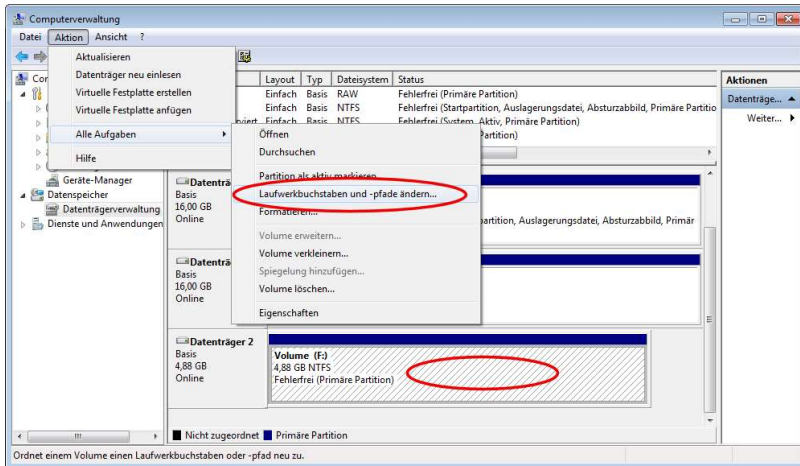 Computerverwaltung
Datei Aktion Ansicht ?
Aktualisieren
Datenträger neu einlesen
Virtuelle Festplatte erstellen
Virtuelle Festplatte anfügen
Alle Aufgaben
Hilfe
Öffnen
Durchsuchen
Partition als aktiv markieren
Laufwerkbuchstaben und -pfade ändern...
Formatieren...
Volume erweitern...
Volume verkleinern...
Spiegelung hinzufügen...
Volume löschen...
Eigenschaften
Layout Typ Dateisystem Status
Einfach Basis RAW Fehlerfrei (Primäre Partition)
Einfach Basis NTFS Fehlerfrei (Startpartition, Auslagerungsdatei, Absturzabbild, Primäre Partitio
Einfach Basis NTFS Fehlerfrei (System, Aktiv, Primäre Partition)
Partition)
Aktionen
Datenträge...
Weiter...
Geräte-Manager
Datenspeicher
Datenträgerverwaltung
Dienste und Anwendungen
Basis
16,00 GB
Online
Auslagerungsdatei, Absturzabbild, Primär
Basis
16,00 GB
Online
Datenträger 2
Basis
4,88 GB
Online
Volume (F:)
4,88 GB NTFS
Fehlerfrei (Primäre Partition)
Nicht zugeordnet Primäre Partition
Ordnet einem Volume einen Laufwerkbuchstaben oder -pfad neu zu.